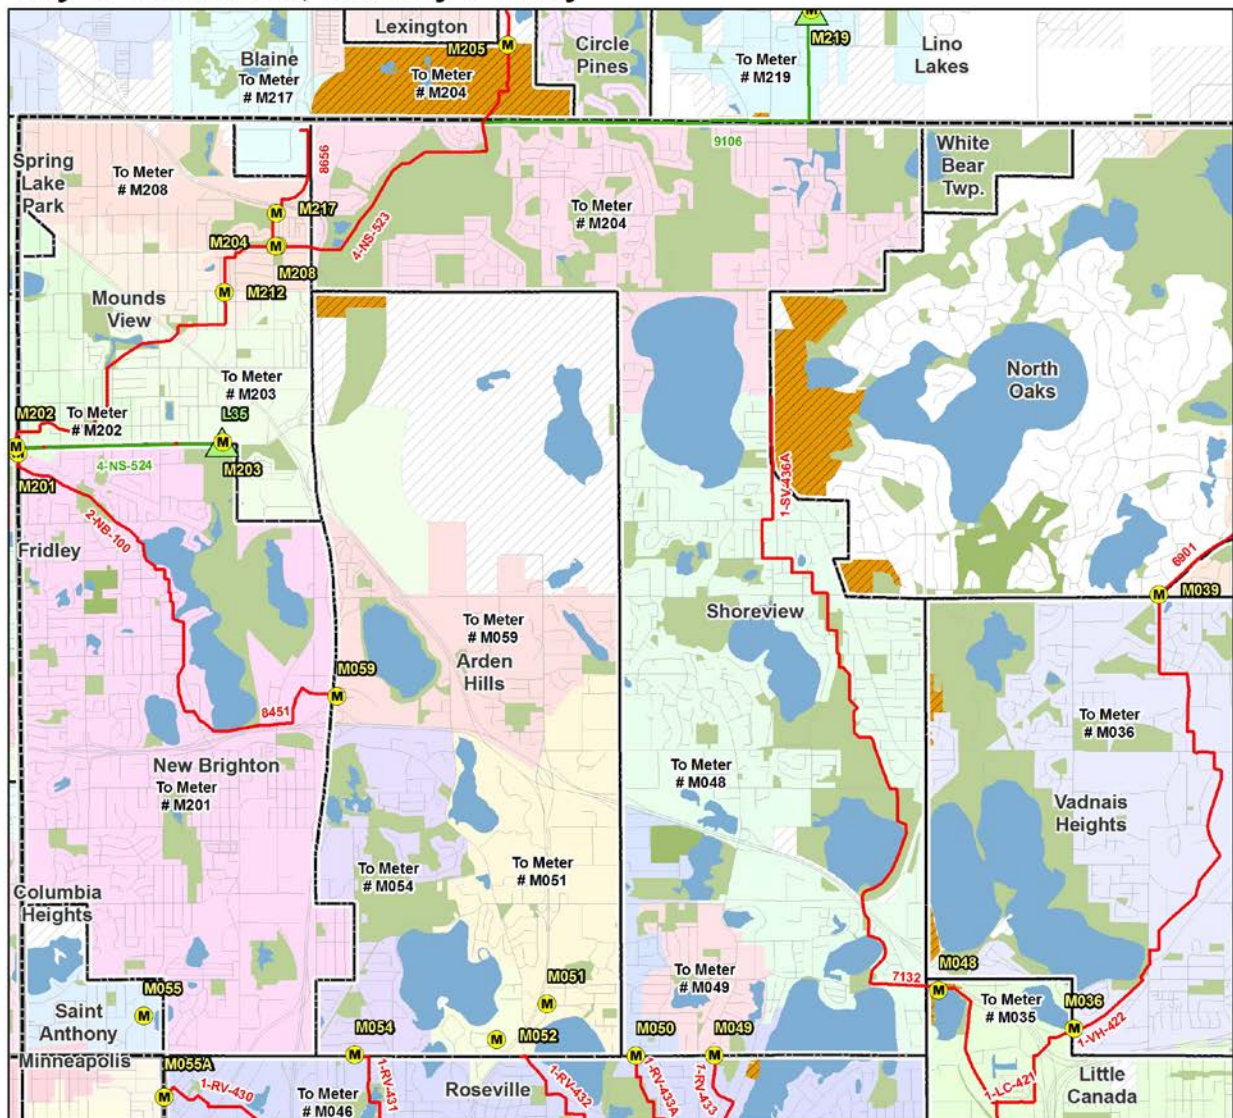 Lexington
M205
Circle
Pines
M219
Lino
Lakes
Blaine
To Meter
# M217
To Meter
# M204
To Meter
# M219
9106
Spring
Lake
Park
To Meter
# M208
8656
White
Bear
Twp.
M217
To Meter
# M204
M204
4-NS-523
M208
M212
Mounds
View
To Meter
# M203
North
Oaks
M202
To Meter
# M202
L35
4-NS-524
M203
M201
1-SV-436A
2-NB-100
Fridley
6901
M039
Shoreview
To Meter
# M059
Arden
Hills
M059
8451
To Meter
# M036
New Brighton
To Meter
# M201
To Meter
# M048
Vadnais
Heights
To Meter
# M054
To Meter
# M051
Columbia
Heights
To Meter
# M049
7132
M048
M055
M051
To Meter
# M035
M036
Saint
Anthony
M054
M052
M050
M049
1-VH-422
Minneapolis
M055A
1-RV-430
To Meter
# M046
1-RV-431
Roseville
1-RV-432
1-RV-433A
1-RV-433
1-LC-421
Little
Canada